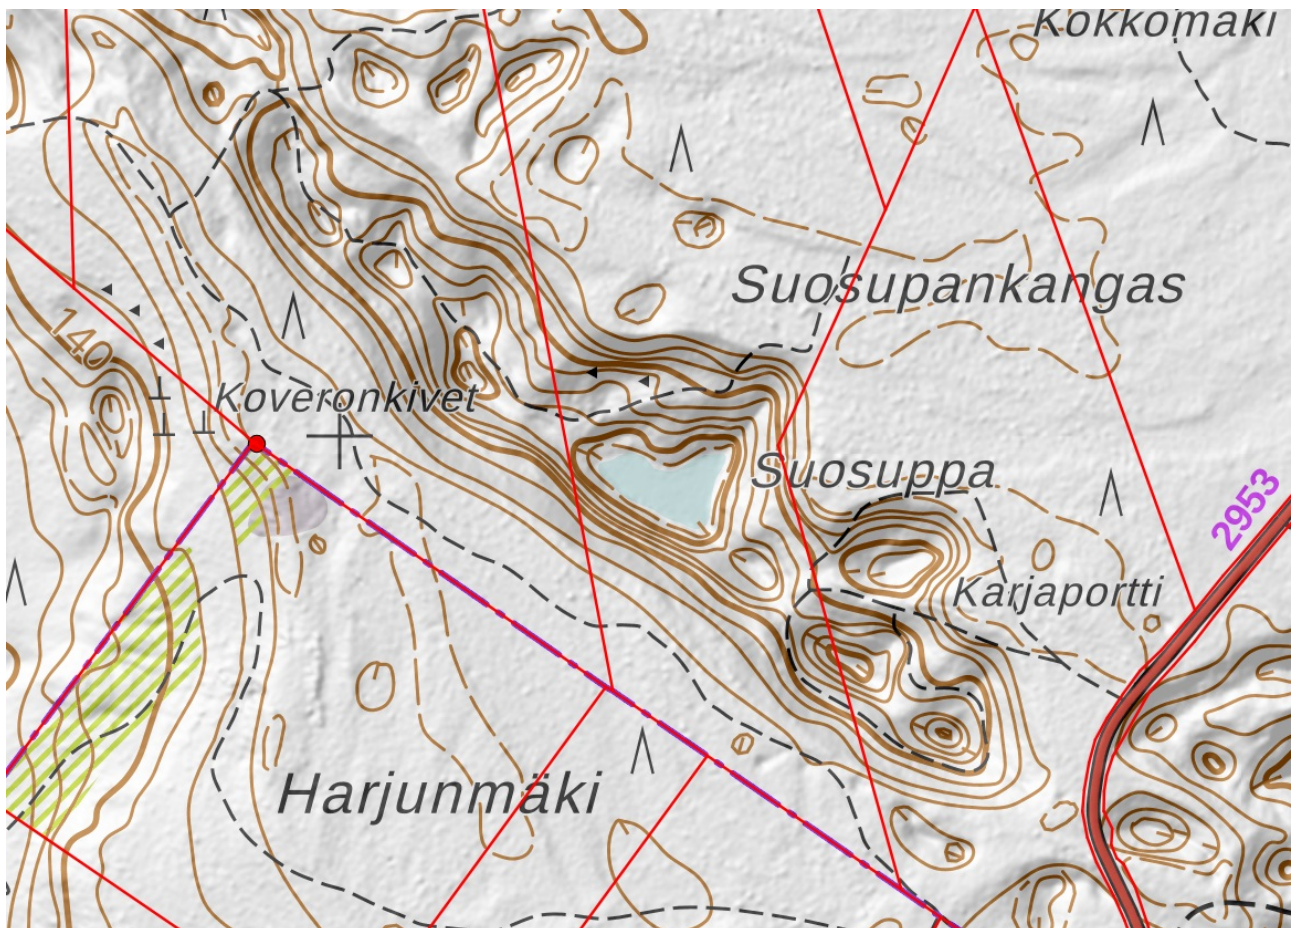 Kokkomäki
Suosupankangas
140
Koveronkivet
Suosuppa
2953
Karjaportti
Harjunmäki